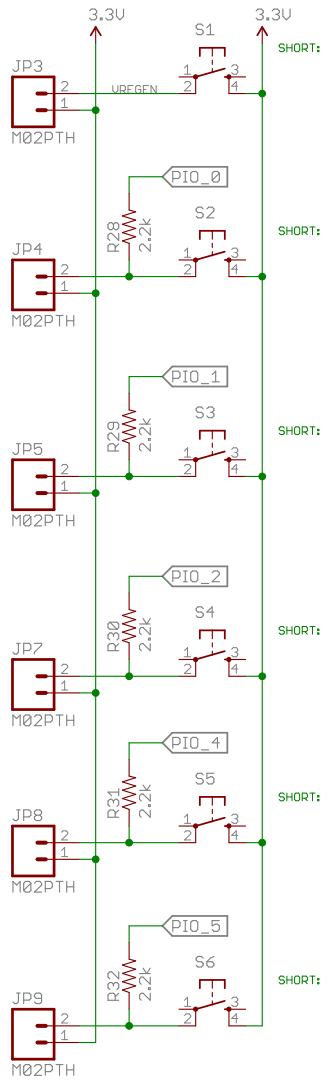 3.3V 3.3V
S1 SHORT:
JP3
1 3
2 VREGEN 2 4
1
M02PTH
PIO_0
R28 2.2k S2 SHORT:
JP4
1 3
2 2 4
1
M02PTH
PIO_1
R29 2.2k S3 SHORT:
JP5
1 3
2 2 4
1
M02PTH
PIO_2
R30 2.2k S4 SHORT:
JP7
1 3
2 2 4
1
M02PTH
PIO_4
R31 2.2k S5 SHORT:
JP8
1 3
2 2 4
1
M02PTH
PIO_5
R32 2.2k S6 SHORT:
JP9
1 3
2 2 4
1
M02PTH